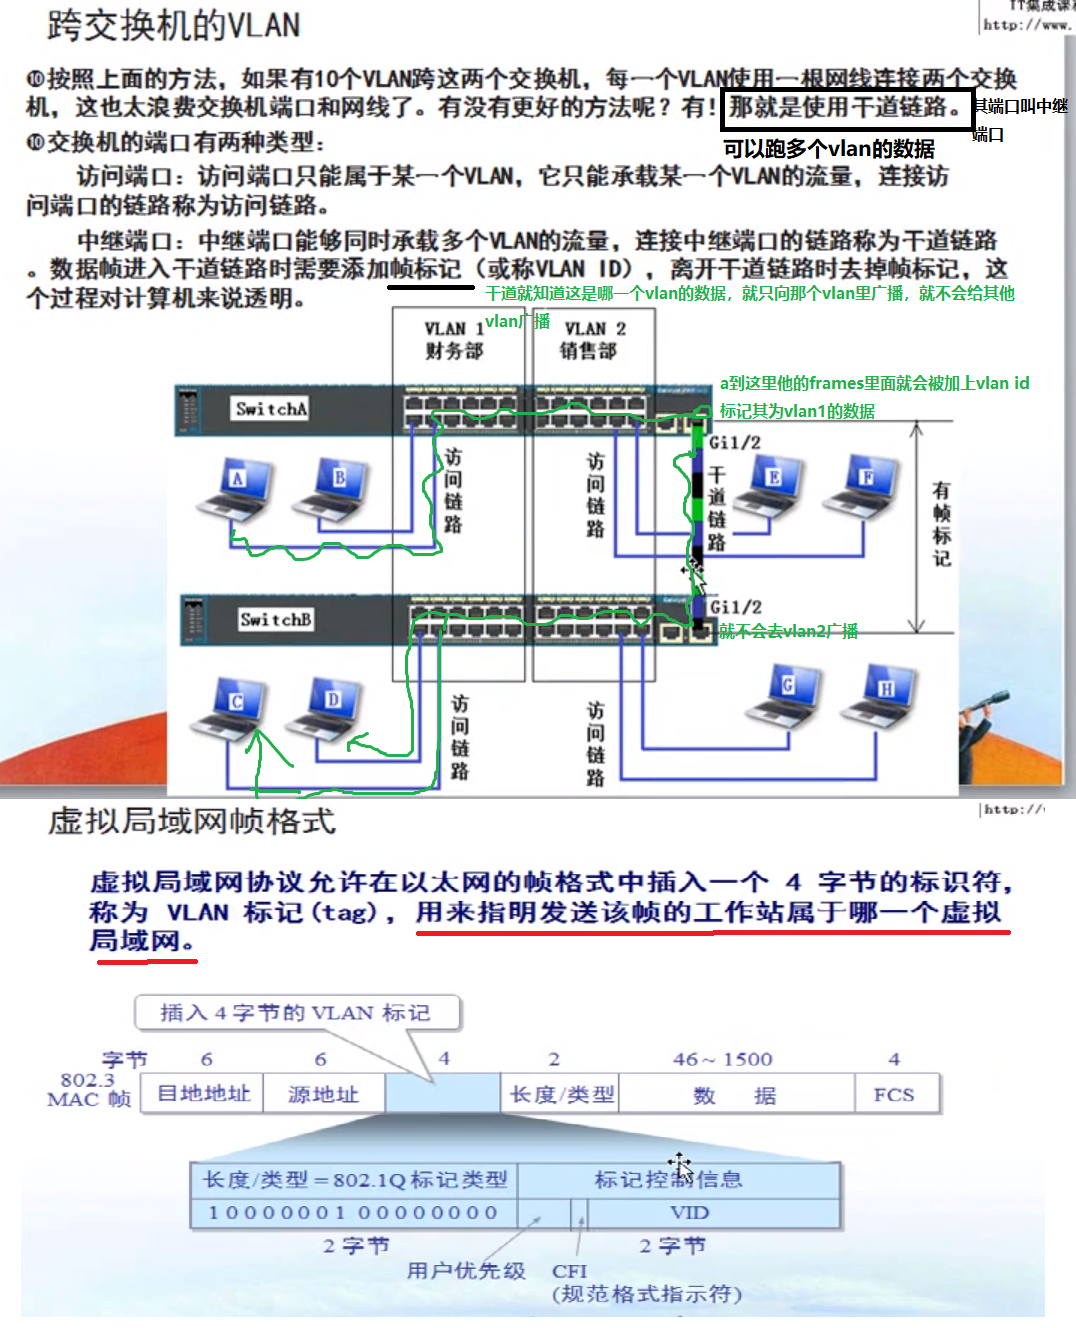 跨交换机的VLAN
IT集成课程
http://www.
⑩按照上面的方法，如果有10个VLAN跨这两个交换机，每一个VLAN使用一根网线连接两个交换
机，这也太浪费交换机端口和网线了。有没有更好的方法呢？有！那就是使用干道链路。
其端口叫中继
端口
可以跑多个vlan的数据
⑩交换机的端口有两种类型：
访问端口：访问端口只能属于某一个VLAN，它只能承载某一个VLAN的流量，连接访
问端口的链路称为访问链路。
中继端口：中继端口能够同时承载多个VLAN的流量，连接中继端口的链路称为干道链路
。数据帧进入干道链路时需要添加帧标记（或称VLAN ID），离开干道链路时去掉帧标记，这
个过程对计算机来说透明。
干道就知道这是哪一个vlan的数据，就只向那个vlan里广播，就不会给其他
vlan广播
VLAN 1
财务部
VLAN 2
销售部
a到这里他的frames里面就会被加上vlan id
标记其为vlan1的数据
SwitchA
Gi1/2
A
B
访问链路
访问链路
干道链路
E
F
有帧标记
SwitchB
Gi1/2
就不会去vlan2广播
C
D
访问链路
访问链路
G
H
虚拟局域网帧格式
http://
虚拟局域网协议允许在以太网的帧格式中插入一个 4 字节的标识符，
称为 VLAN 标记(tag)，用来指明发送该帧的工作站属于哪一个虚拟
局域网。
插入 4 字节的 VLAN 标记
字节 6 6 4 2 46～1500 4
802.3
MAC 帧
目地地址 源地址 长度/类型 数 据 FCS
长度/类型＝802.1Q 标记类型 标记控制信息
1 0 0 0 0 0 0 1 0 0 0 0 0 0 0 0 VID
2 字节 2 字节
用户优先级 CFI
(规范格式指示符)